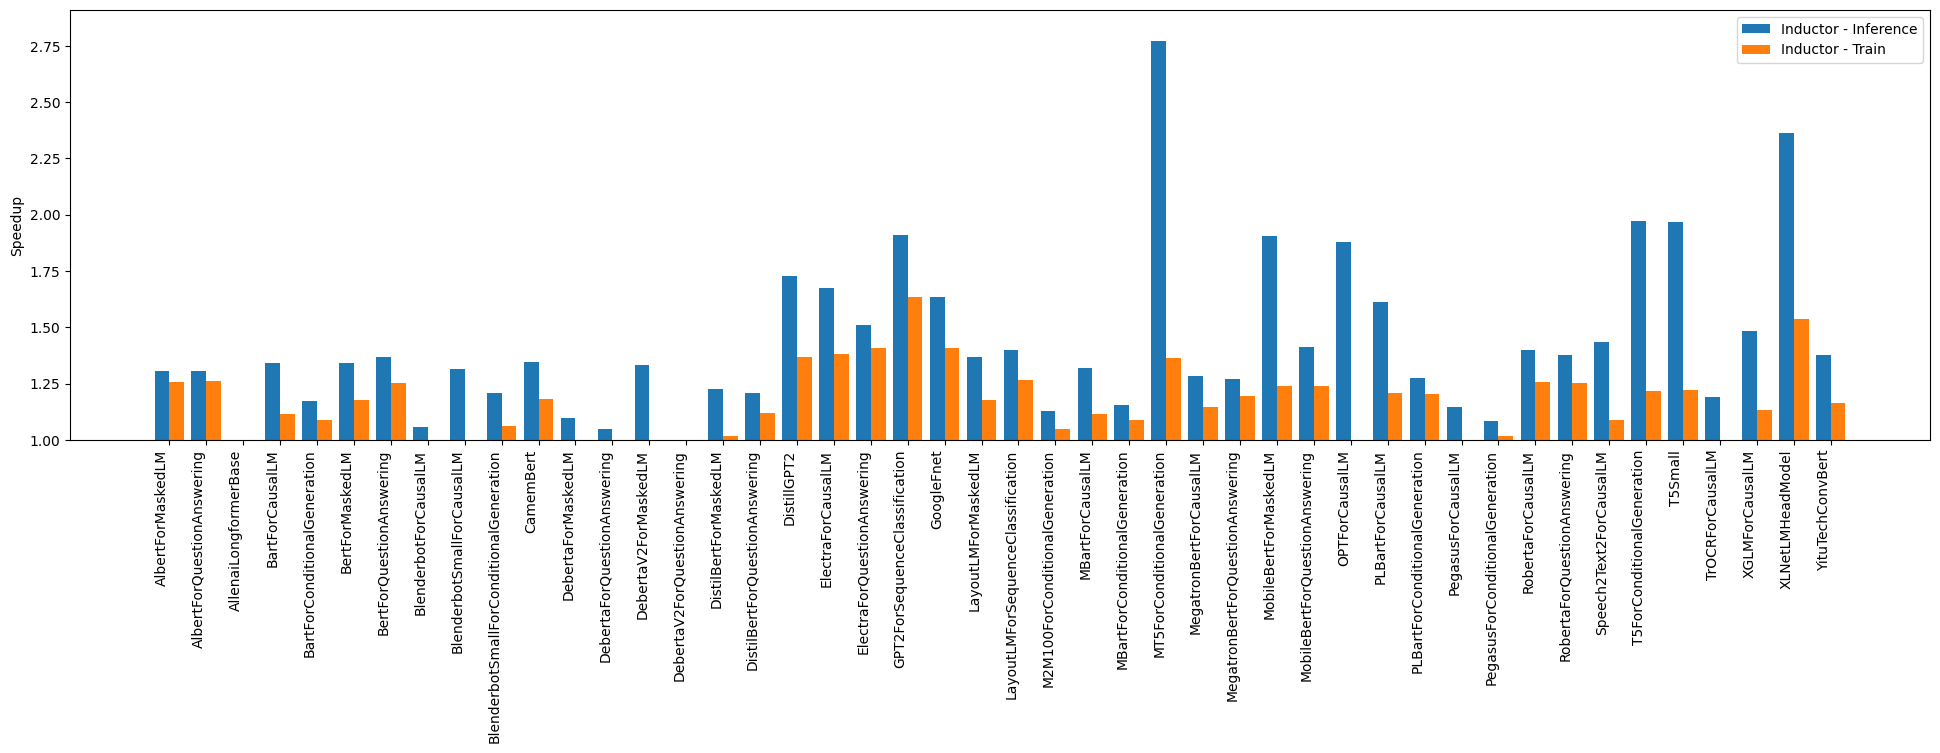 Inductor - Inference
Inductor - Train
Speedup
2.75
2.50
2.25
2.00
1.75
1.50
1.25
1.00
AlbertForMaskedLM
AlbertForQuestionAnswering
AllenaiLongformerBase
BartForCausalLM
BartForConditionalGeneration
BertForMaskedLM
BertForQuestionAnswering
BlenderbotForCausalLM
BlenderbotSmallForCausalLM
BlenderbotSmallForConditionalGeneration
CamemBert
DebertaForMaskedLM
DebertaForQuestionAnswering
DebertaV2ForMaskedLM
DebertaV2ForQuestionAnswering
DistilBertForMaskedLM
DistilBertForQuestionAnswering
DistillGPT2
ElectraForCausalLM
ElectraForQuestionAnswering
GPT2ForSequenceClassification
GoogleFnet
LayoutLMForMaskedLM
LayoutLMForSequenceClassification
M2M100ForConditionalGeneration
MBartForCausalLM
MBartForConditionalGeneration
MT5ForConditionalGeneration
MegatronBertForCausalLM
MegatronBertForQuestionAnswering
MobileBertForMaskedLM
MobileBertForQuestionAnswering
OPTForCausalLM
PLBartForCausalLM
PLBartForConditionalGeneration
PegasusForCausalLM
PegasusForConditionalGeneration
RobertaForCausalLM
RobertaForQuestionAnswering
Speech2Text2ForCausalLM
T5ForConditionalGeneration
T5Small
TrOCRForCausalLM
XGLMForCausalLM
XLNetLMHeadModel
YituTechConvBert